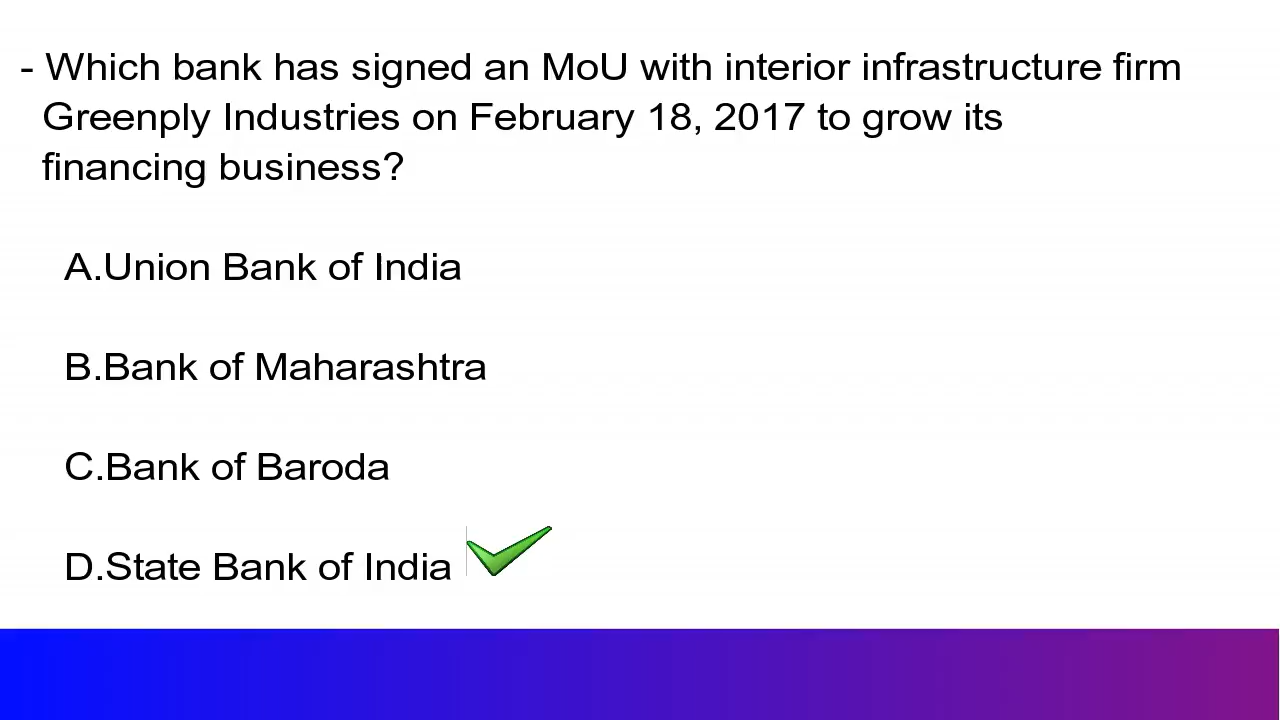 - Which bank has signed an MoU with interior infrastructure firm
Greenply Industries on February 18, 2017 to grow its
financing business?
A.Union Bank of India
B.Bank of Maharashtra
C.Bank of Baroda
D.State Bank of India